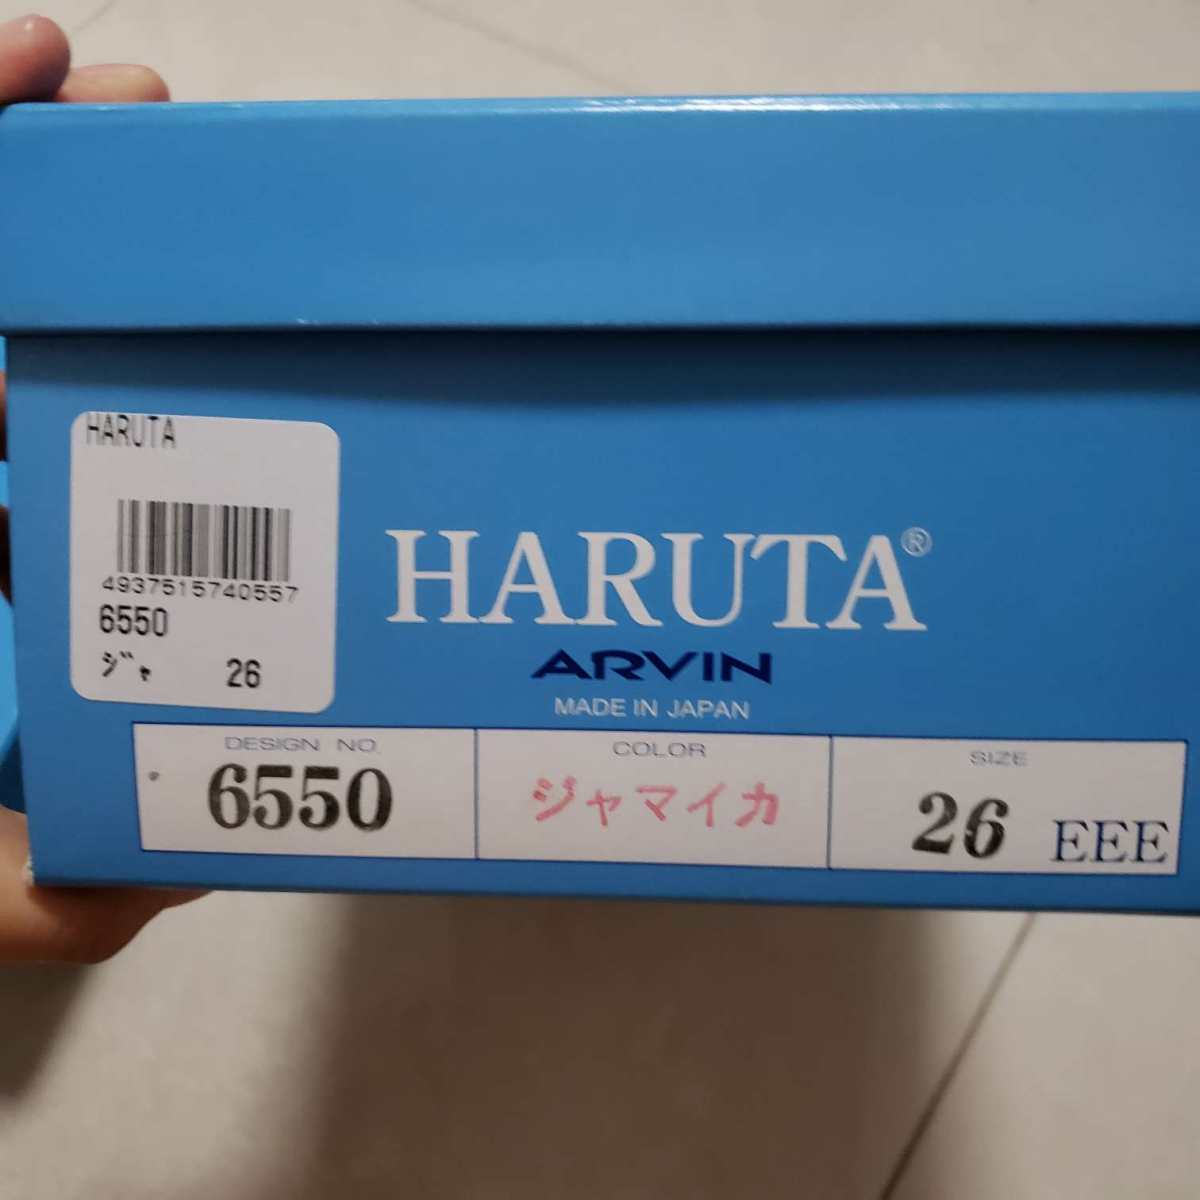 HARUTA
4937515740557
6550
ジャ 26
HARUTA®
ARVIN
MADE IN JAPAN
DESIGN NO. COLOR SIZE
6550 ジャマイカ 26 EEE